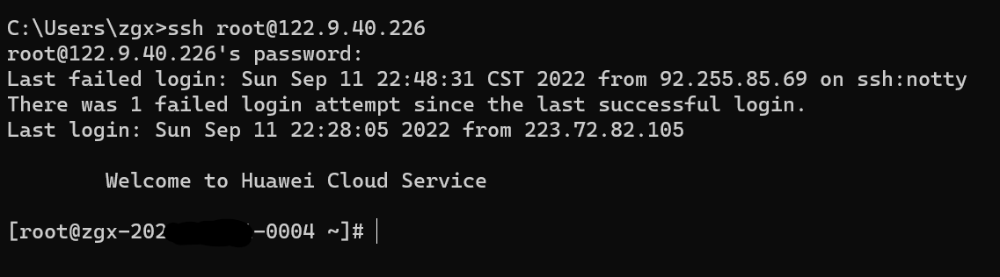 C:\Users\zgx>ssh root@122.9.40.226
root@122.9.40.226's password:
Last failed login: Sun Sep 11 22:48:31 CST 2022 from 92.255.85.69 on ssh:notty
There was 1 failed login attempt since the last successful login.
Last login: Sun Sep 11 22:28:05 2022 from 223.72.82.105
Welcome to Huawei Cloud Service
[root@zgx-202 -0004 ~]#